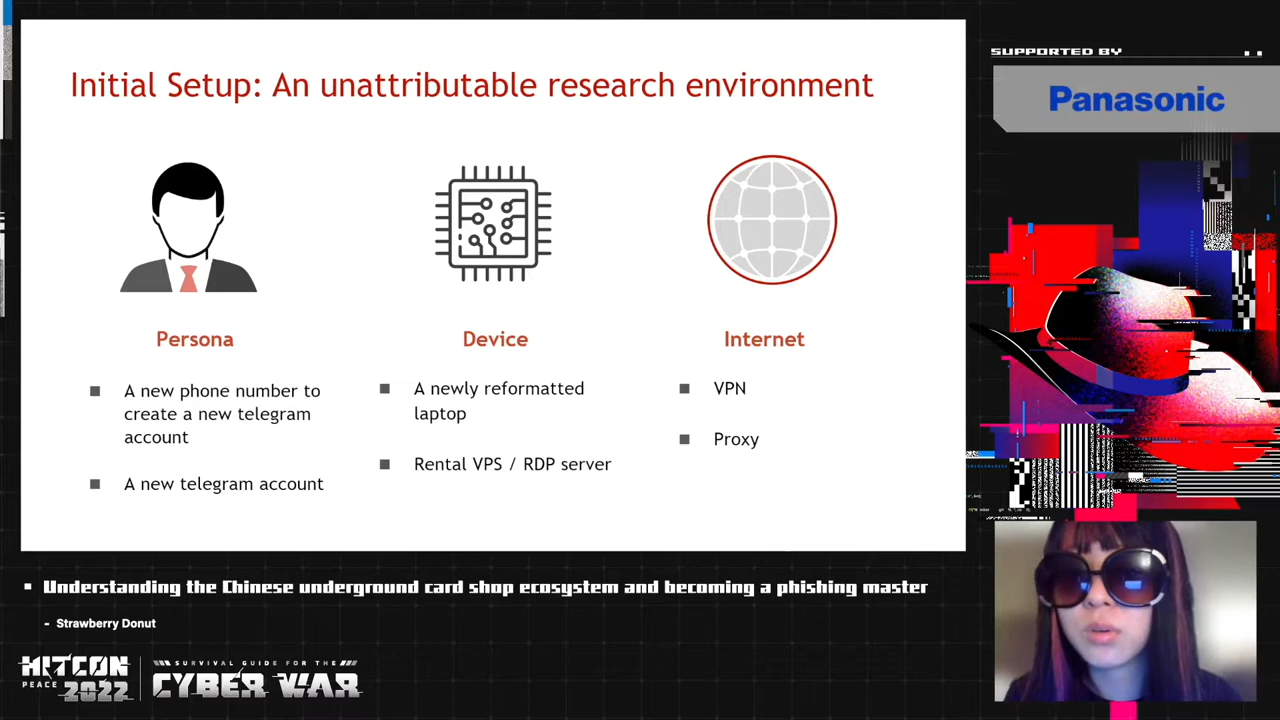 Initial Setup: An unattributable research environment
Persona
A new phone number to
create a new telegram
account
A new telegram account
Device
A newly reformatted
laptop
Rental VPS / RDP server
Internet
VPN
Proxy
SUPPORTED BY
Panasonic
Understanding the Chinese underground card shop ecosystem and becoming a phishing master
- Strawberry Donut
HITCON
PEACE 2022
SURVIVAL GUIDE FOR THE
CYBER WAR